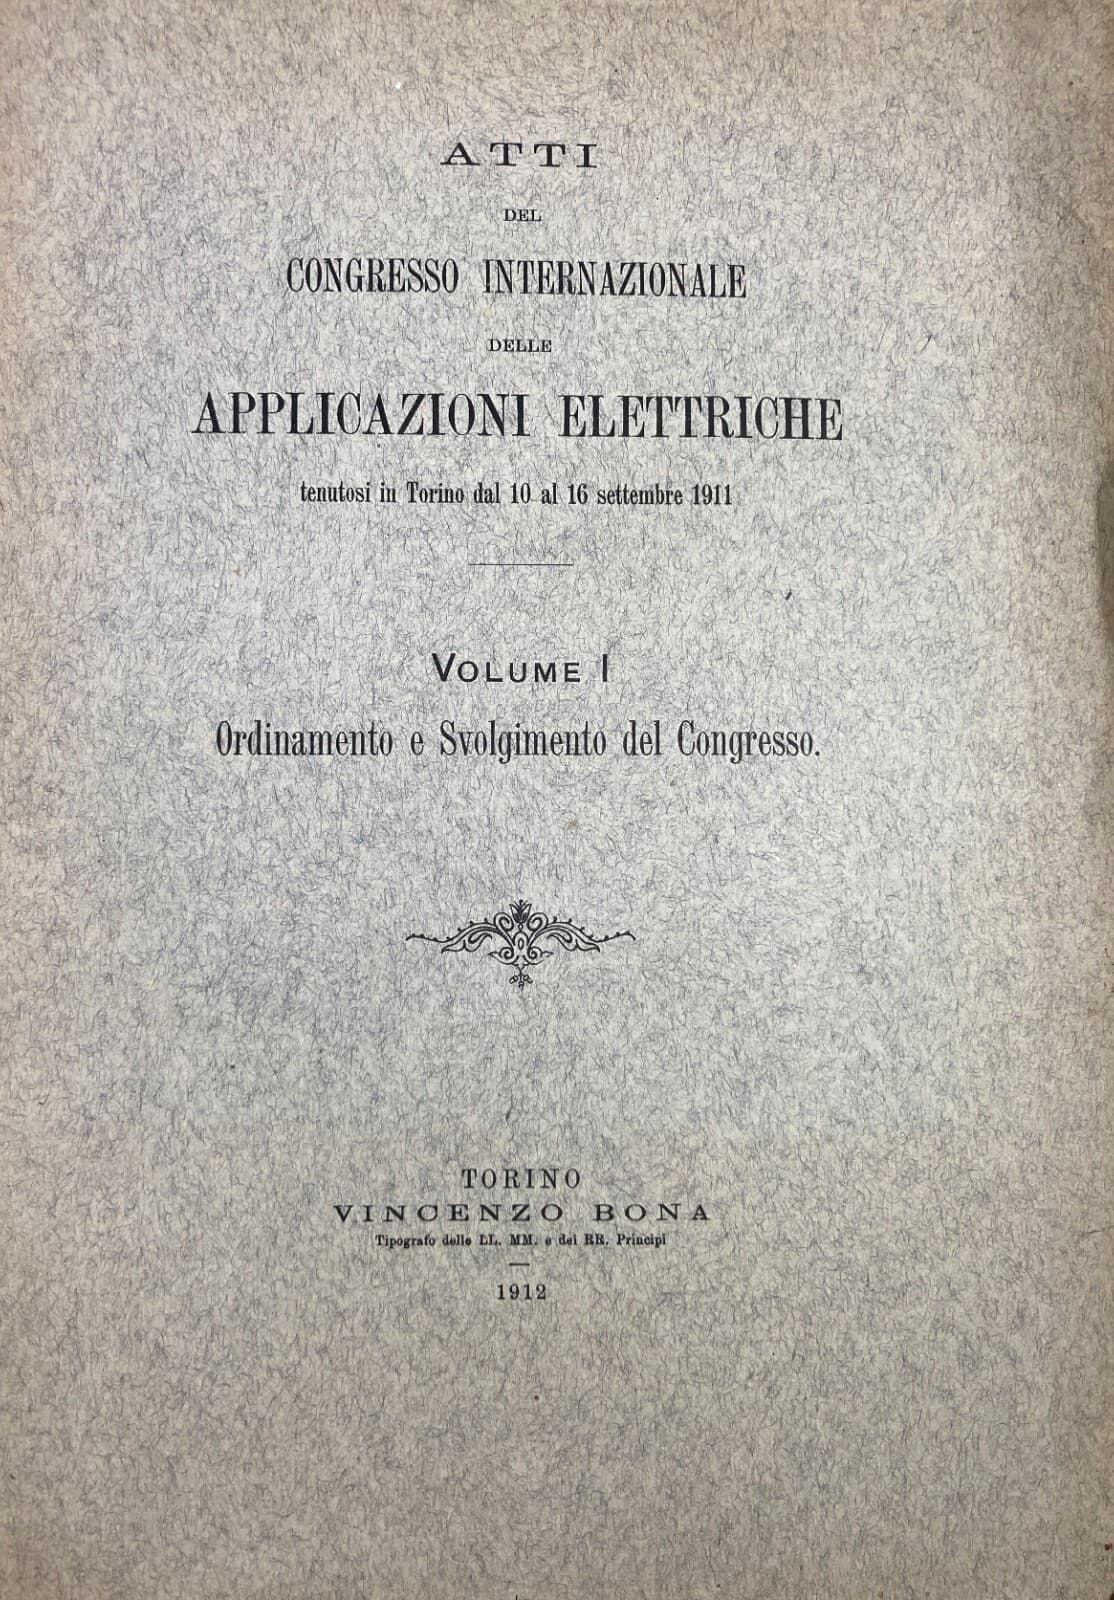 ATTI
DEL
CONGRESSO INTERNAZIONALE
DELLE
APPLICAZIONI ELETTRICHE
tenutosi in Torino dal 10 al 16 settembre 1911
VOLUME I
Ordinamento e Svolgimento del Congresso.
TORINO
VINCENZO BONA
Tipografo delle LL. MM. e dei RR. Principi
1912